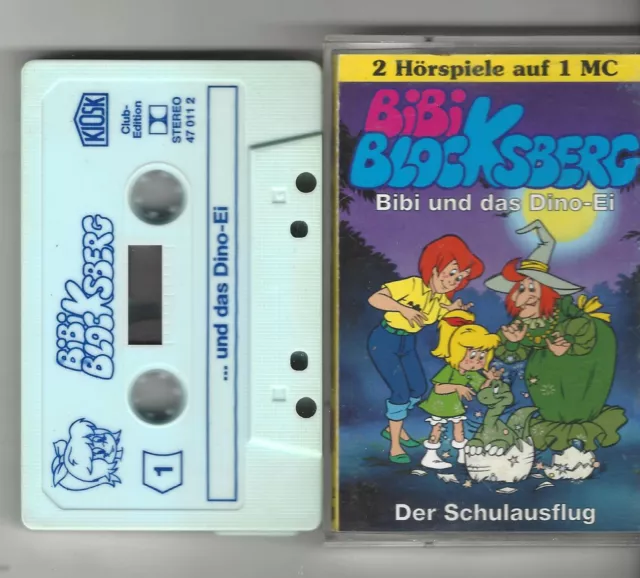 KIOSK
Club-
Edition
STEREO
47 011 2
BiBi
BLOCKSBERG
... und das Dino-Ei
1
2 Hörspiele auf 1 MC
BiBi
BLOCKSBERG
Bibi und das Dino-Ei
Der Schulausflug